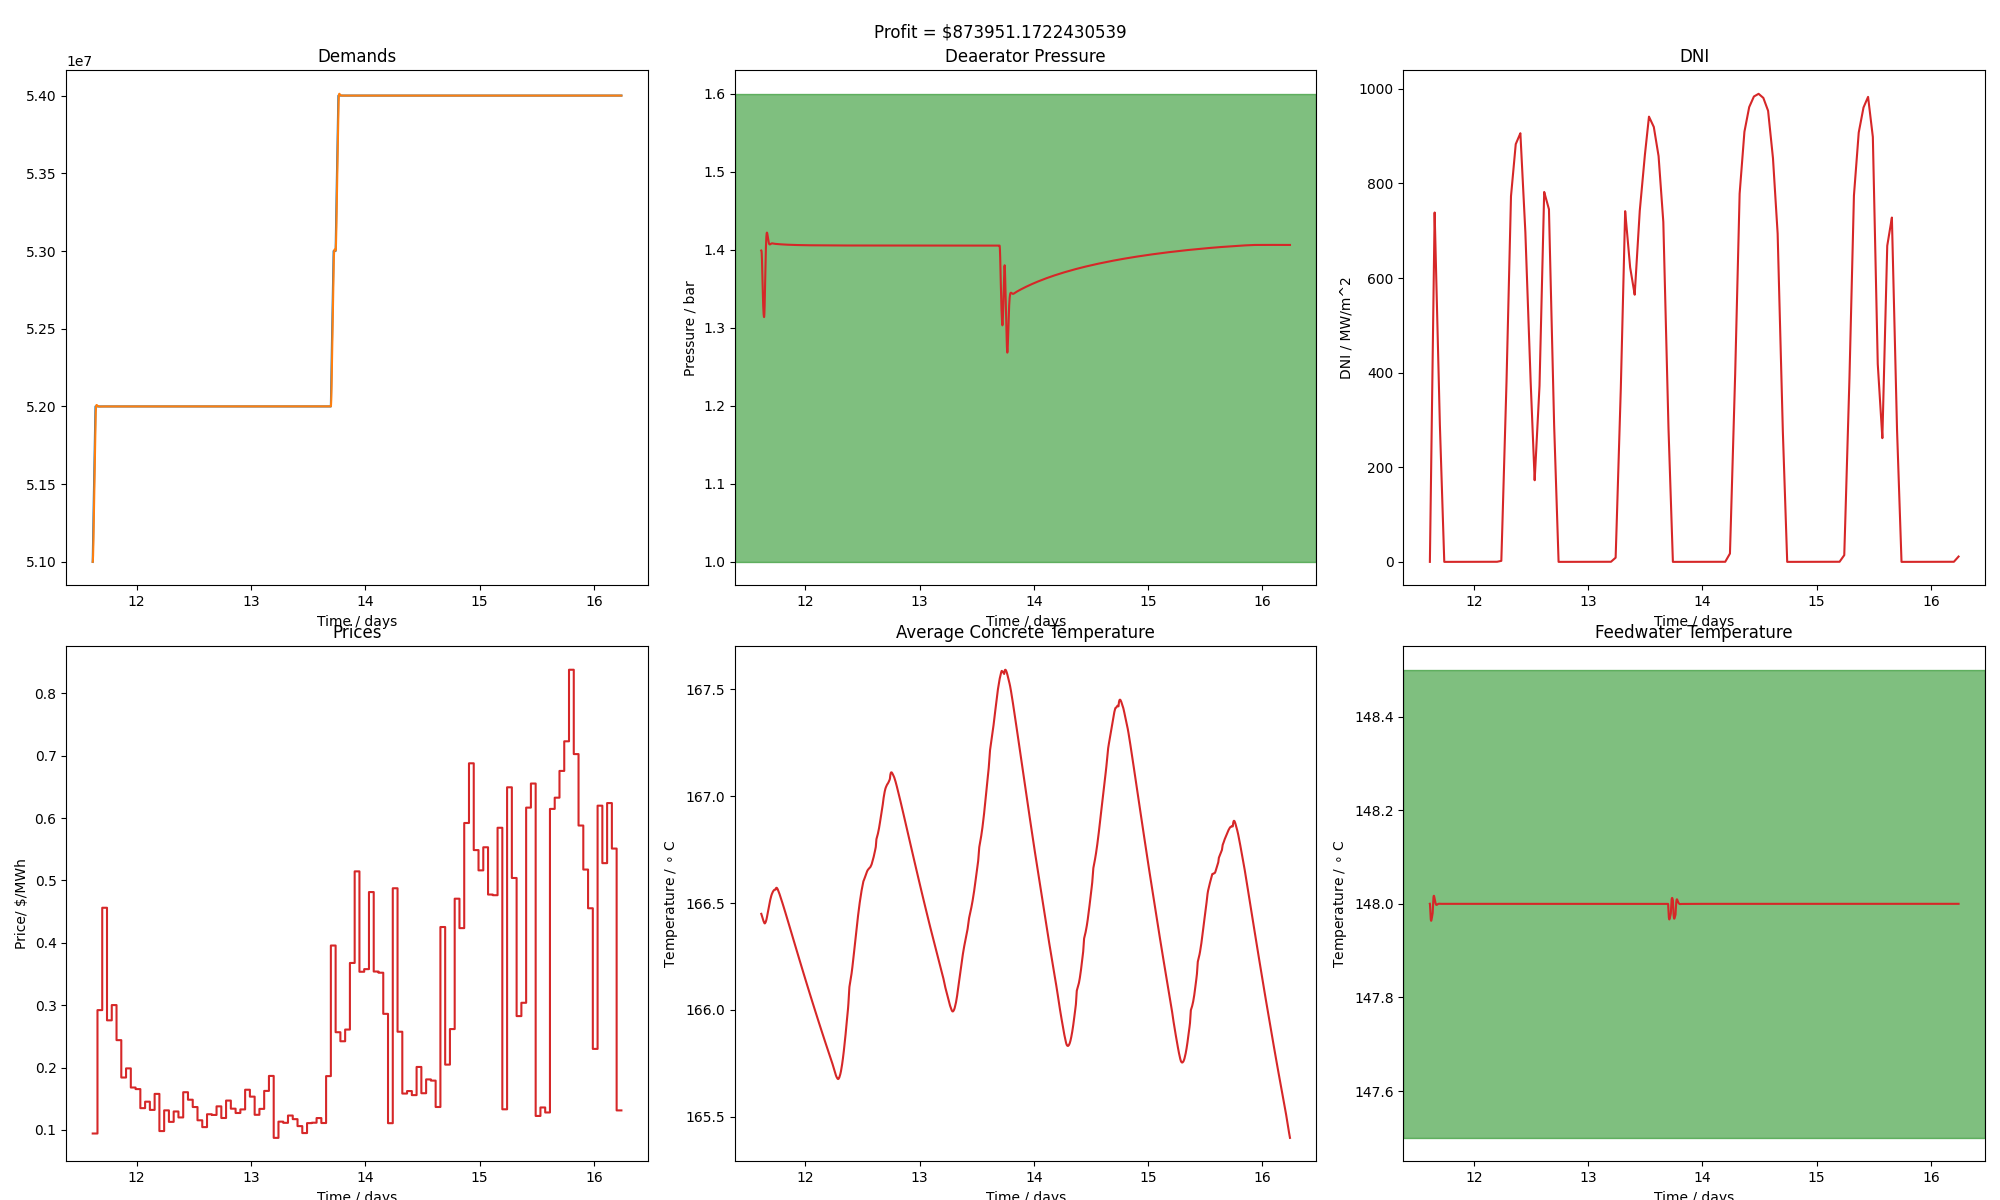 Profit = $873951.1722430539
Demands
1e7
5.40
5.35
5.30
5.25
5.20
5.15
5.10
12 13 14 15 16
Time / days
Deaerator Pressure
Pressure / bar
1.6
1.5
1.4
1.3
1.2
1.1
1.0
12 13 14 15 16
Time / days
DNI
DNI / MW/m^2
1000
800
600
400
200
0
12 13 14 15 16
Time / days
Prices
Price/ $/MWh
0.8
0.7
0.6
0.5
0.4
0.3
0.2
0.1
12 13 14 15 16
Time / days
Average Concrete Temperature
Temperature / ∘ C
167.5
167.0
166.5
166.0
165.5
12 13 14 15 16
Time / days
Feedwater Temperature
Temperature / ∘ C
148.4
148.2
148.0
147.8
147.6
12 13 14 15 16
Time / days